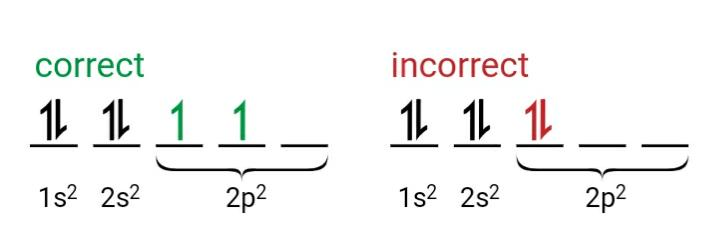 correct
incorrect
1s² 2s² 2p²
1s² 2s² 2p²